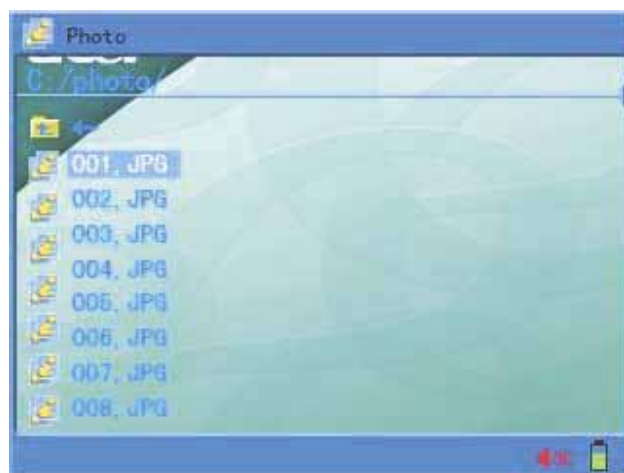 Photo
C:/photo/
001, JPG
002, JPG
003, JPG
004, JPG
005, JPG
006, JPG
007, JPG
008, JPG